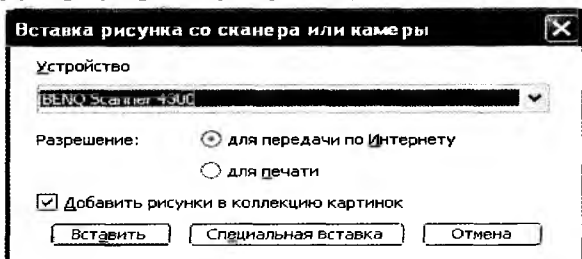 Вставка рисунка со сканера или камеры
Устройство
BENQ Scanner 4300
Разрешение: для передачи по Интернету
для печати
Добавить рисунки в коллекцию картинок
Вставить Специальная вставка Отмена